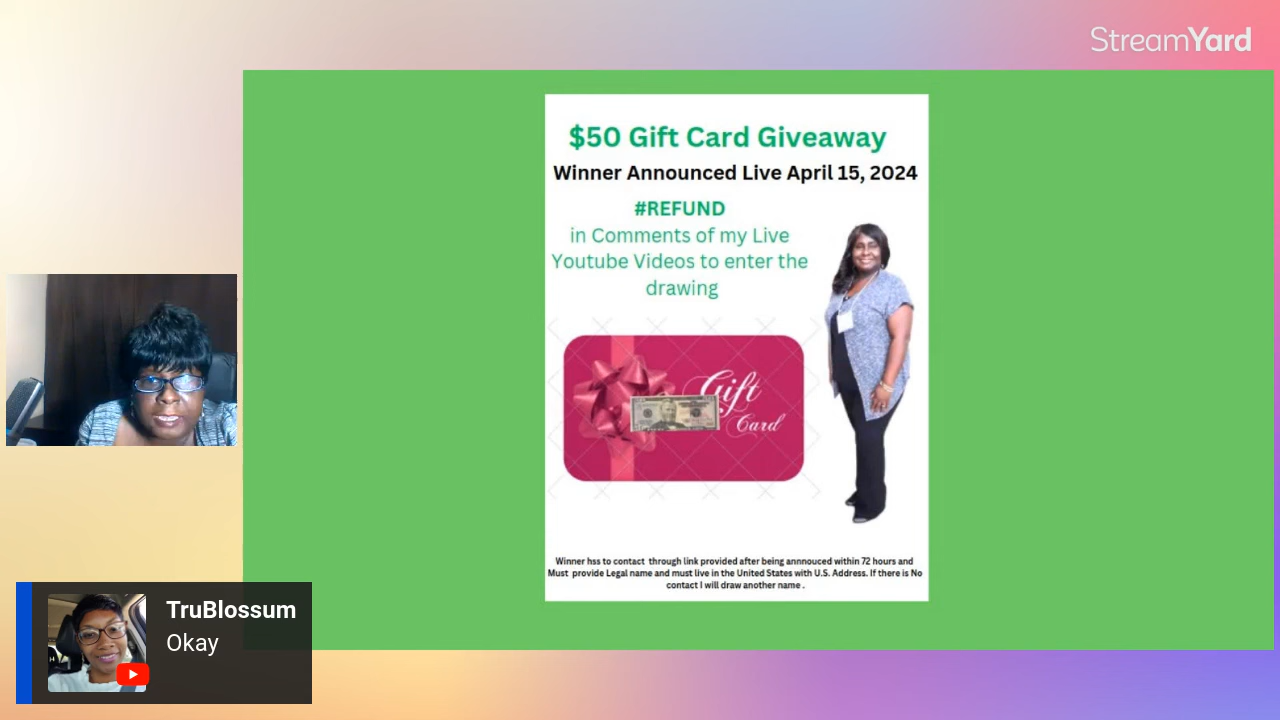 StreamYard
$50 Gift Card Giveaway
Winner Announced Live April 15, 2024
#REFUND
in Comments of my Live
Youtube Videos to enter the
drawing
Gift
Card
Winner hss to contact through link provided after being annnouced within 72 hours and
Must provide Legal name and must live in the United States with U.S. Address. If there is No
contact I will draw another name .
TruBlossum
Okay